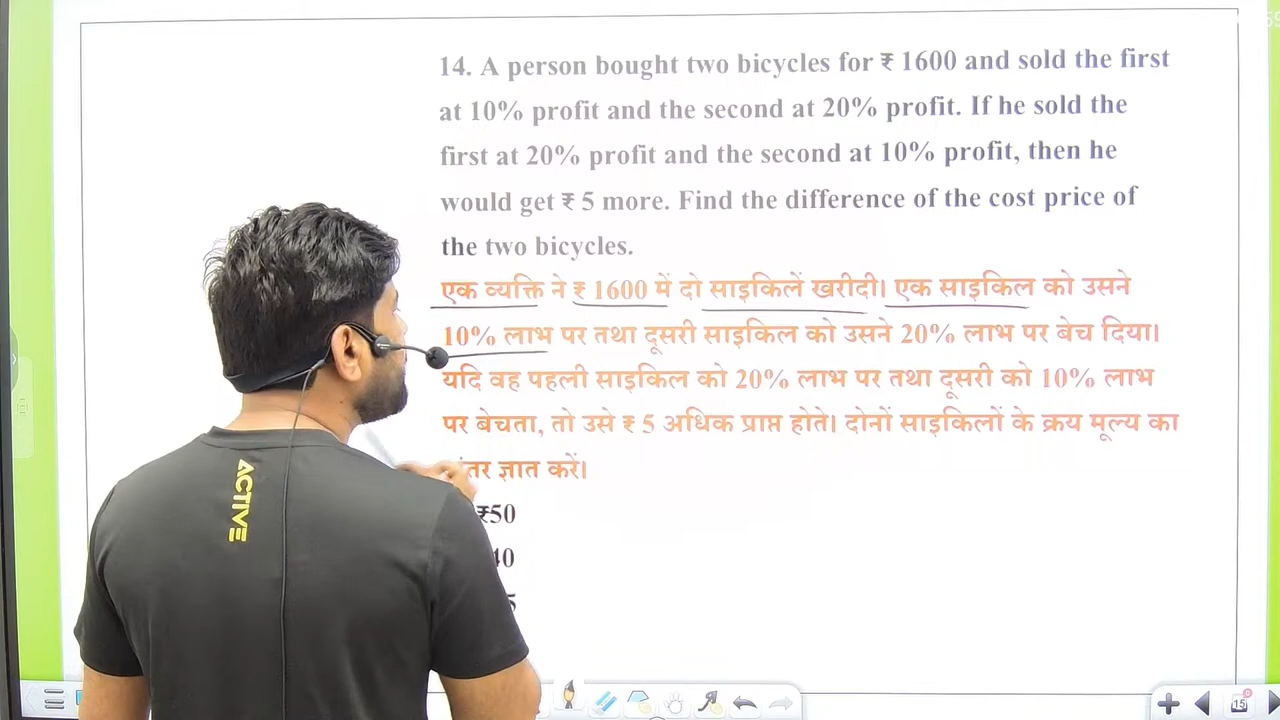 14. A person bought two bicycles for ₹ 1600 and sold the first
at 10% profit and the second at 20% profit. If he sold the
first at 20% profit and the second at 10% profit, then he
would get ₹ 5 more. Find the difference of the cost price of
the two bicycles.
एक व्यक्ति ने ₹ 1600 में दो साइकिलें खरीदी। एक साइकिल को उसने
10% लाभ पर तथा दूसरी साइकिल को उसने 20% लाभ पर बेच दिया।
यदि वह पहली साइकिल को 20% लाभ पर तथा दूसरी को 10% लाभ
पर बेचता, तो उसे ₹ 5 अधिक प्राप्त होते। दोनों साइकिलों के क्रय मूल्य का
ज्ञात करें।
₹50
40
ACTIVE
15